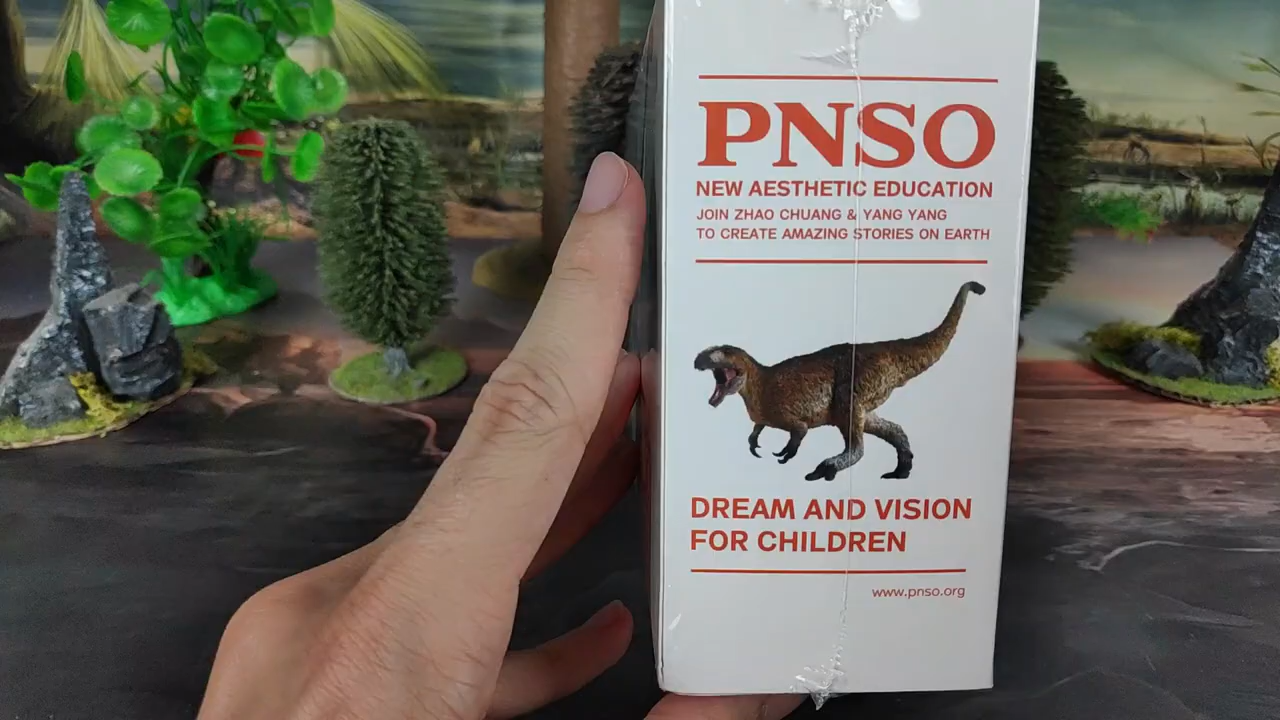 PNSO
NEW AESTHETIC EDUCATION
JOIN ZHAO CHUANG & YANG YANG
TO CREATE AMAZING STORIES ON EARTH
DREAM AND VISION
FOR CHILDREN
www.pnso.org